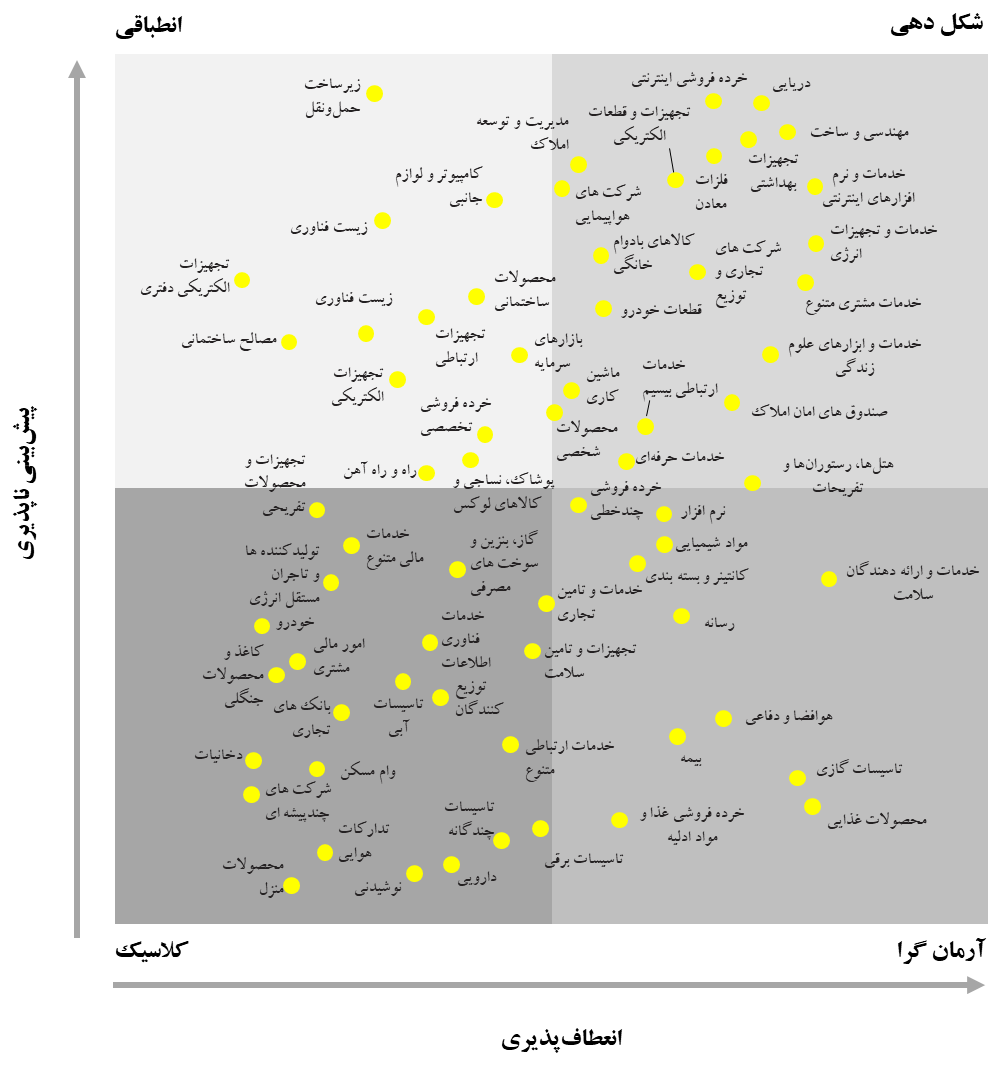 شکل دهی
انطباقی
زیرساخت
حمل‌ونقل
خرده فروشی اینترنتی
دریایی
تجهیزات و قطعات
الکتریکی
مدیریت و توسعه
املاک
مهندسی و ساخت
تجهیزات
بهداشتی
فلزات
معادن
خدمات و نرم
افزارهای اینترنتی
کامپیوتر و لوازم
جانبی
شرکت های
هواپیمایی
زیست فناوری
کالاهای بادوام
خانگی
شرکت های
تجاری و
توزیع
خدمات و تجهیزات
انرژی
تجهیزات
الکتریکی دفتری
محصولات
ساختمانی
زیست فناوری
قطعات خودرو
خدمات مشتری متنوع
مصالح ساختمانی
تجهیزات
ارتباطی
بازارهای
سرمایه
خدمات و ابزارهای علوم
زندگی
تجهیزات
الکتریکی
ماشین
کاری
خدمات
ارتباطی بیسیم
خرده فروشی
تخصصی
محصولات
شخصی
صندوق های امان املاک
راه و راه آهن
خدمات حرفه‌ای
هتل‌ها، رستوران‌ها و
تفریحات
تجهیزات و
محصولات
تفریحی
پوشاک، نساجی و
کالاهای لوکس
خرده فروشی
چندخطی
نرم افزار
خدمات
مالی متنوع
گاز، بنزین و
سوخت های
مصرفی
مواد شیمیایی
تولیدکننده ها
و تاجران
مستقل انرژی
کانتینر و بسته بندی
خدمات و ارائه دهندگان
سلامت
خدمات و تامین
تجاری
خودرو
رسانه
خدمات
فناوری
اطلاعات
امور مالی
مشتری
تجهیزات و تامین
سلامت
کاغذ و
محصولات
جنگلی
توزیع
کنندگان
تاسیسات
آبی
بانک های
تجاری
هوافضا و دفاعی
خدمات ارتباطی
متنوع
بیمه
دخانیات
وام مسکن
تاسیسات گازی
شرکت های
چندپیشه ای
تاسیسات
چندگانه
خرده فروشی غذا و
مواد ادلیه
محصولات غذایی
تدارکات
هوایی
تاسیسات برقی
محصولات
منزل
نوشیدنی
دارویی
پیش‌بینی ناپذیری
آرمان گرا
کلاسیک
انعطاف‌پذیری